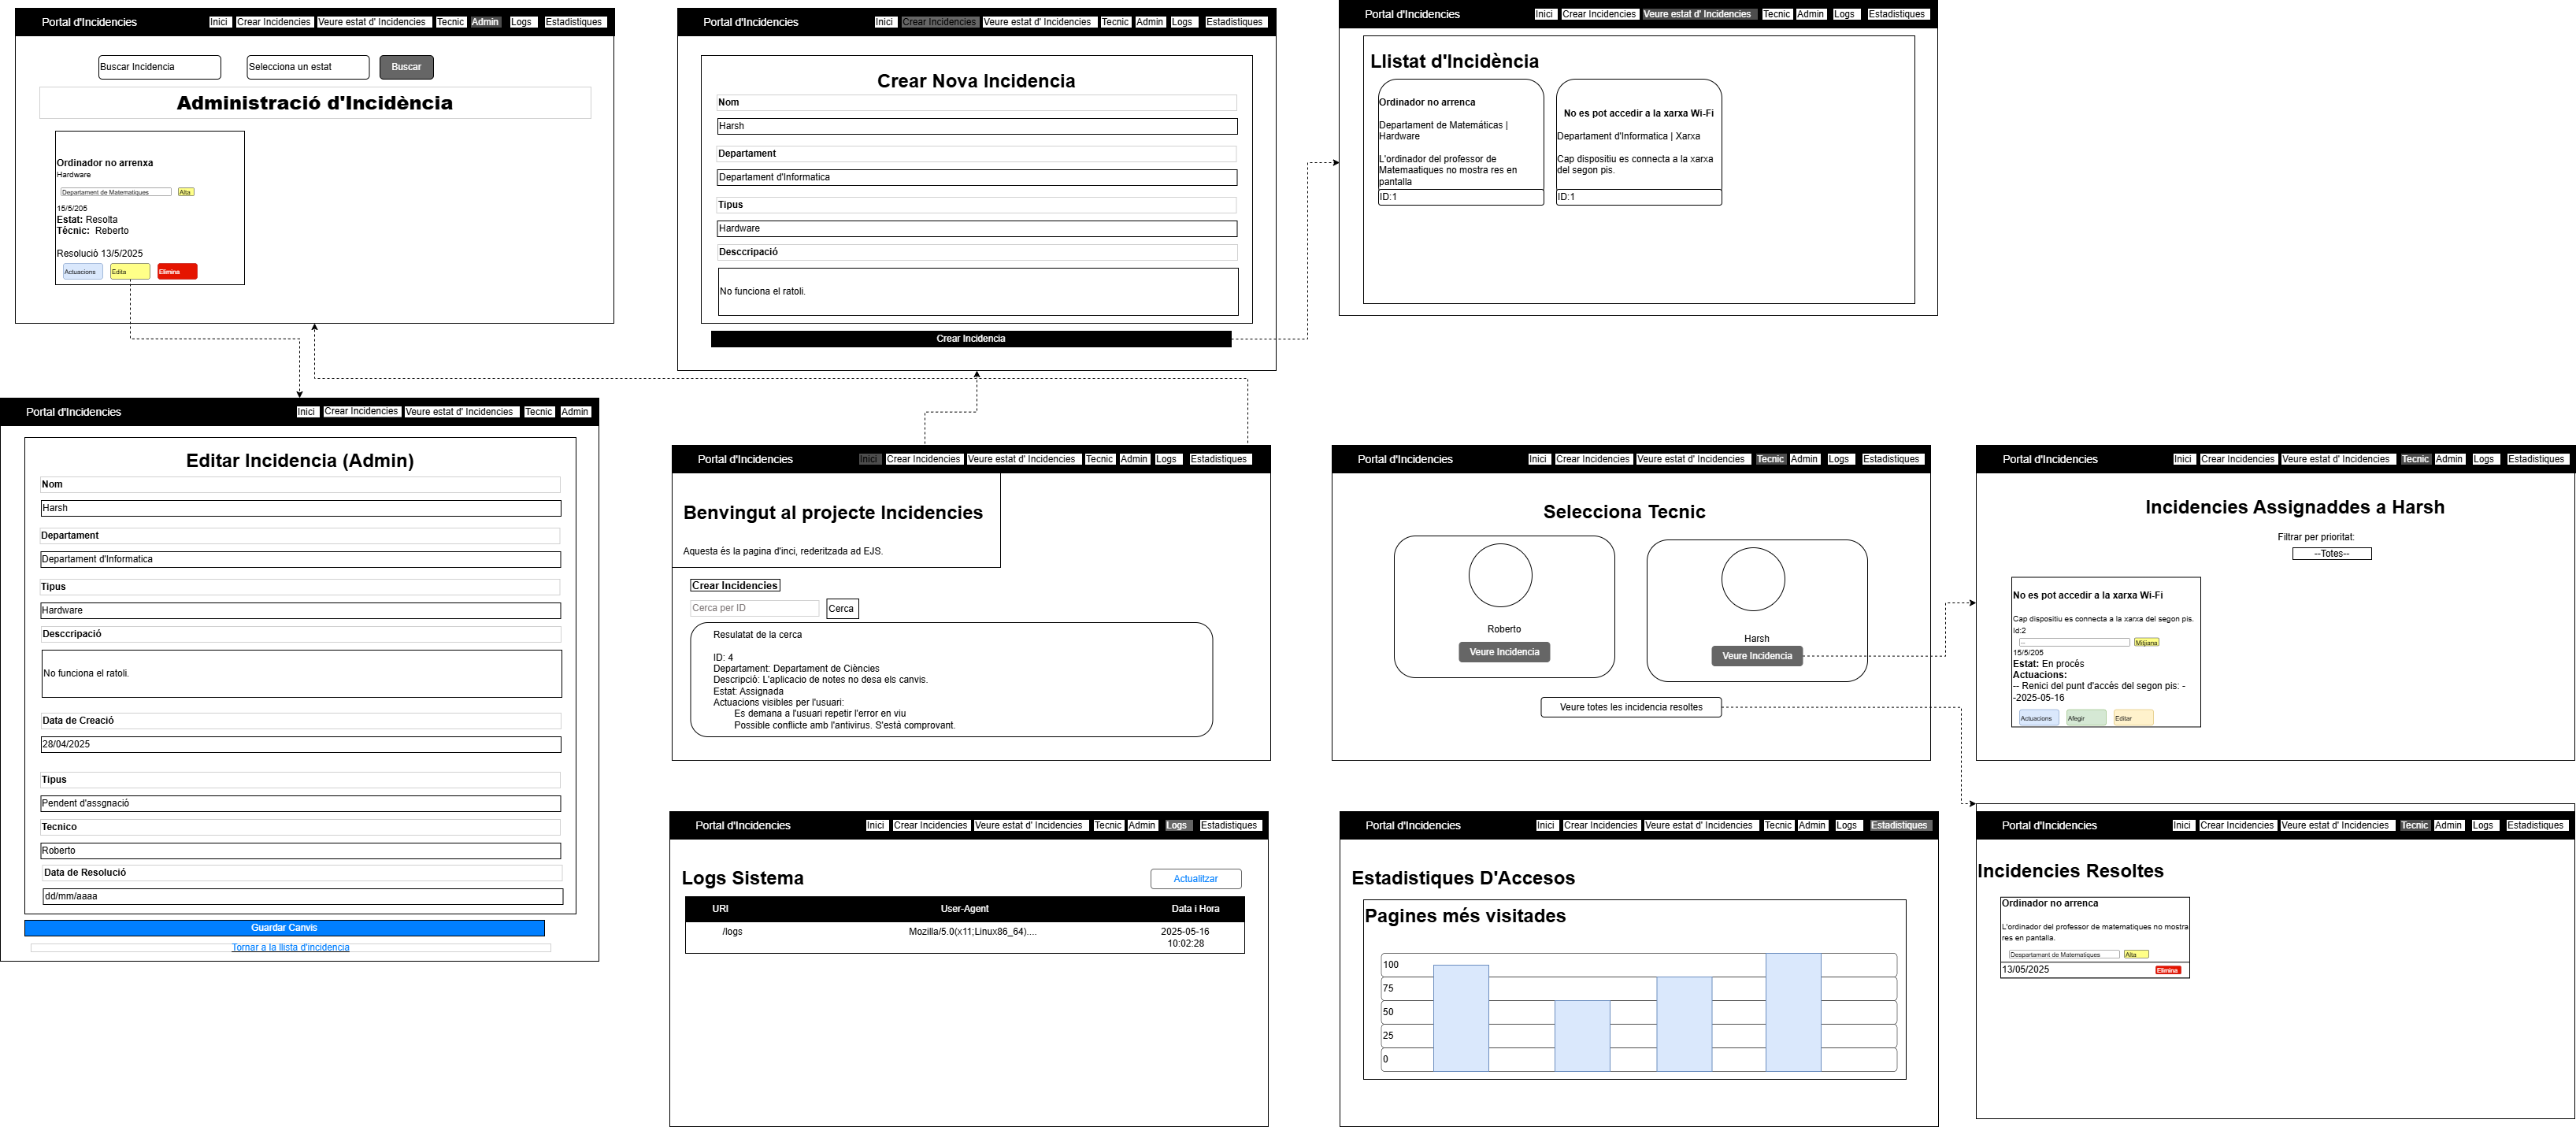 Portal d'Incidencies
Inici
Crear Incidencies
Veure estat d' Incidencies
Tecnic
Admin
Logs
Estadistiques
Buscar Incidencia
Selecciona un estat
Buscar
Administració d'Incidència
Ordinador no arrenxa
Hardware
Departament de Matematiques
Alta
15/5/205
Estat: Resolta
Tècnic: Reberto
Resolució 13/5/2025
Actuacions
Edita
Elimina
Portal d'Incidencies
Inici
Crear Incidencies
Veure estat d' Incidencies
Tecnic
Admin
Logs
Estadistiques
Crear Nova Incidencia
Nom
Harsh
Departament
Departament d'Informatica
Tipus
Hardware
Desccripació
No funciona el ratoli.
Crear Incidencia
Portal d'Incidencies
Inici
Crear Incidencies
Veure estat d' Incidencies
Tecnic
Admin
Logs
Estadistiques
Llistat d'Incidència
Ordinador no arrenca
Departament de Matemáticas |
Hardware
L'ordinador del professor de
Matemaatiques no mostra res en
pantalla
ID:1
No es pot accedir a la xarxa Wi-Fi
Departament d'Informatica | Xarxa
Cap dispositiu es connecta a la xarxa
del segon pis.
ID:1
Portal d'Incidencies
Inici
Crear Incidencies
Veure estat d' Incidencies
Tecnic
Admin
Editar Incidencia (Admin)
Nom
Harsh
Departament
Departament d'Informatica
Tipus
Hardware
Desccripació
No funciona el ratoli.
Data de Creació
28/04/2025
Tipus
Pendent d'assgnació
Tecnico
Roberto
Data de Resolució
dd/mm/aaaa
Guardar Canvis
Tornar a la llista d'incidencia
Portal d'Incidencies
Inici
Crear Incidencies
Veure estat d' Incidencies
Tecnic
Admin
Logs
Estadistiques
Benvingut al projecte Incidencies
Aquesta és la pagina d'inci, rederitzada ad EJS.
Crear Incidencies
Cerca per ID
Cerca
Resulatat de la cerca
ID: 4
Departament: Departament de Ciències
Descripció: L'aplicacio de notes no desa els canvis.
Estat: Assignada
Actuacions visibles per l'usuari:
Es demana a l'usuari repetir l'error en viu
Possible conflicte amb l'antivirus. S'està comprovant.
Portal d'Incidencies
Inici
Crear Incidencies
Veure estat d' Incidencies
Tecnic
Admin
Logs
Estadistiques
Selecciona Tecnic
Roberto
Veure Incidencia
Harsh
Veure Incidencia
Veure totes les incidencia resoltes
Portal d'Incidencies
Inici
Crear Incidencies
Veure estat d' Incidencies
Tecnic
Admin
Logs
Estadistiques
Incidencies Assignaddes a Harsh
Filtrar per prioritat:
--Totes--
No es pot accedir a la xarxa Wi-Fi
Cap dispositiu es connecta a la xarxa del segon pis.
Id:2
--
Mitjiana
15/5/205
Estat: En procés
Actuacions:
-- Renici del punt d'accés del segon pis: -
-2025-05-16
Actuacions
Afegir
Editar
Portal d'Incidencies
Inici
Crear Incidencies
Veure estat d' Incidencies
Tecnic
Admin
Logs
Estadistiques
Logs Sistema
Actualitzar
URI
User-Agent
Data i Hora
/logs
Mozilla/5.0(x11;Linux86_64)....
2025-05-16
10:02:28
Portal d'Incidencies
Inici
Crear Incidencies
Veure estat d' Incidencies
Tecnic
Admin
Logs
Estadistiques
Estadistiques D'Accesos
Pagines més visitades
100
75
50
25
0
Portal d'Incidencies
Inici
Crear Incidencies
Veure estat d' Incidencies
Tecnic
Admin
Logs
Estadistiques
Incidencies Resoltes
Ordinador no arrenca
L'ordinador del professor de matematiques no mostra
res en pantalla.
Despartamant de Matematiques
Alta
13/05/2025
Elimina